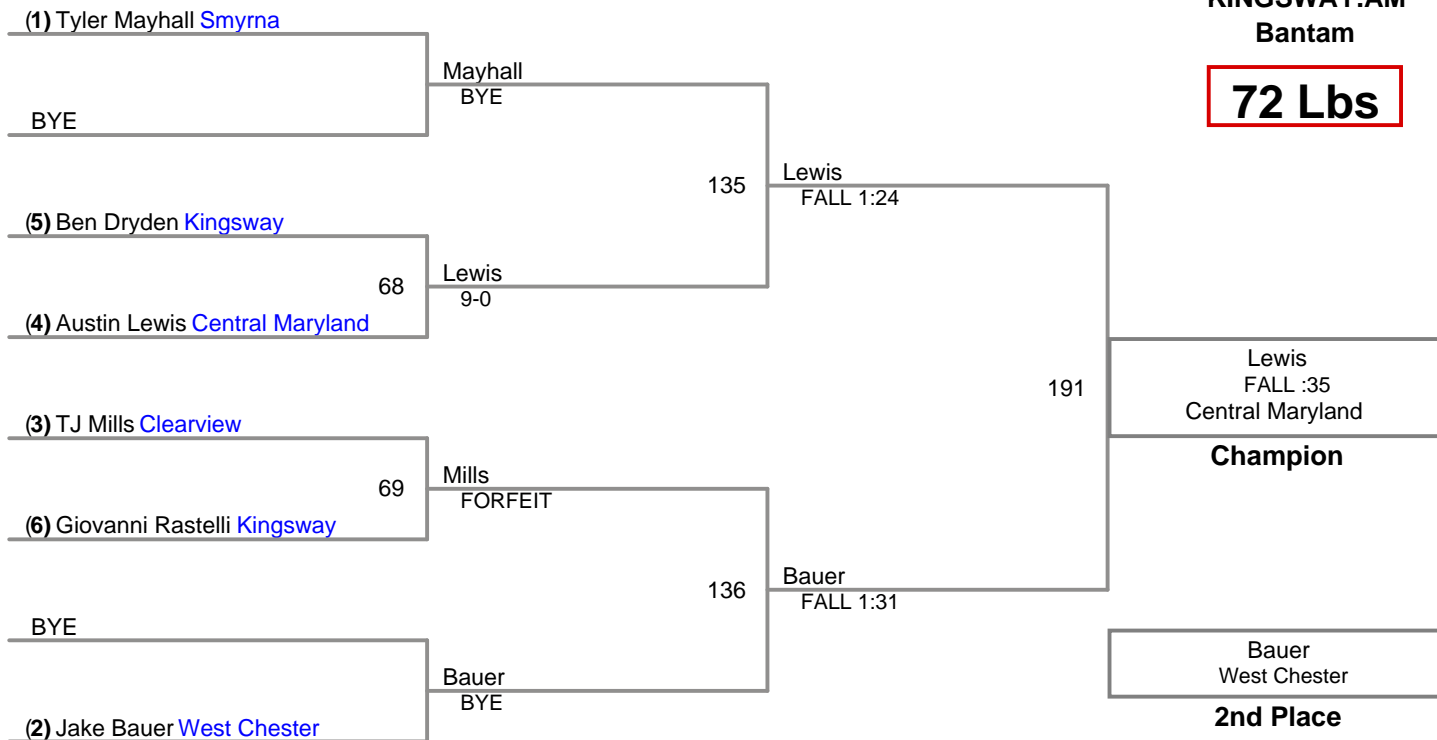 KINGSWAY.AM
Bantam
72 Lbs
(1) Tyler Mayhall Smyrna
Mayhall
BYE
BYE
135
Lewis
FALL 1:24
(5) Ben Dryden Kingsway
68
Lewis
9-0
(4) Austin Lewis Central Maryland
191
Lewis
FALL :35
Central Maryland
Champion
(3) TJ Mills Clearview
69
Mills
FORFEIT
(6) Giovanni Rastelli Kingsway
136
Bauer
FALL 1:31
BYE
Bauer
BYE
(2) Jake Bauer West Chester
Bauer
West Chester
2nd Place